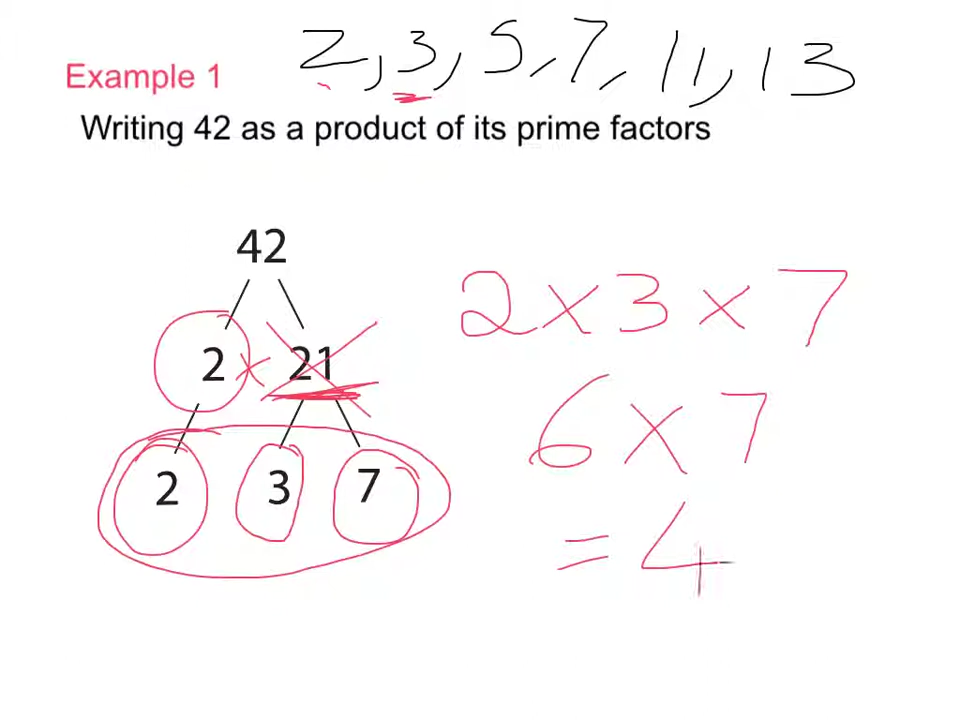 2, 3, 5, 7, 11, 13
Example 1
Writing 42 as a product of its prime factors
42
2 x 21
2 3 7
2 x 3 x 7
6 x 7
= 4